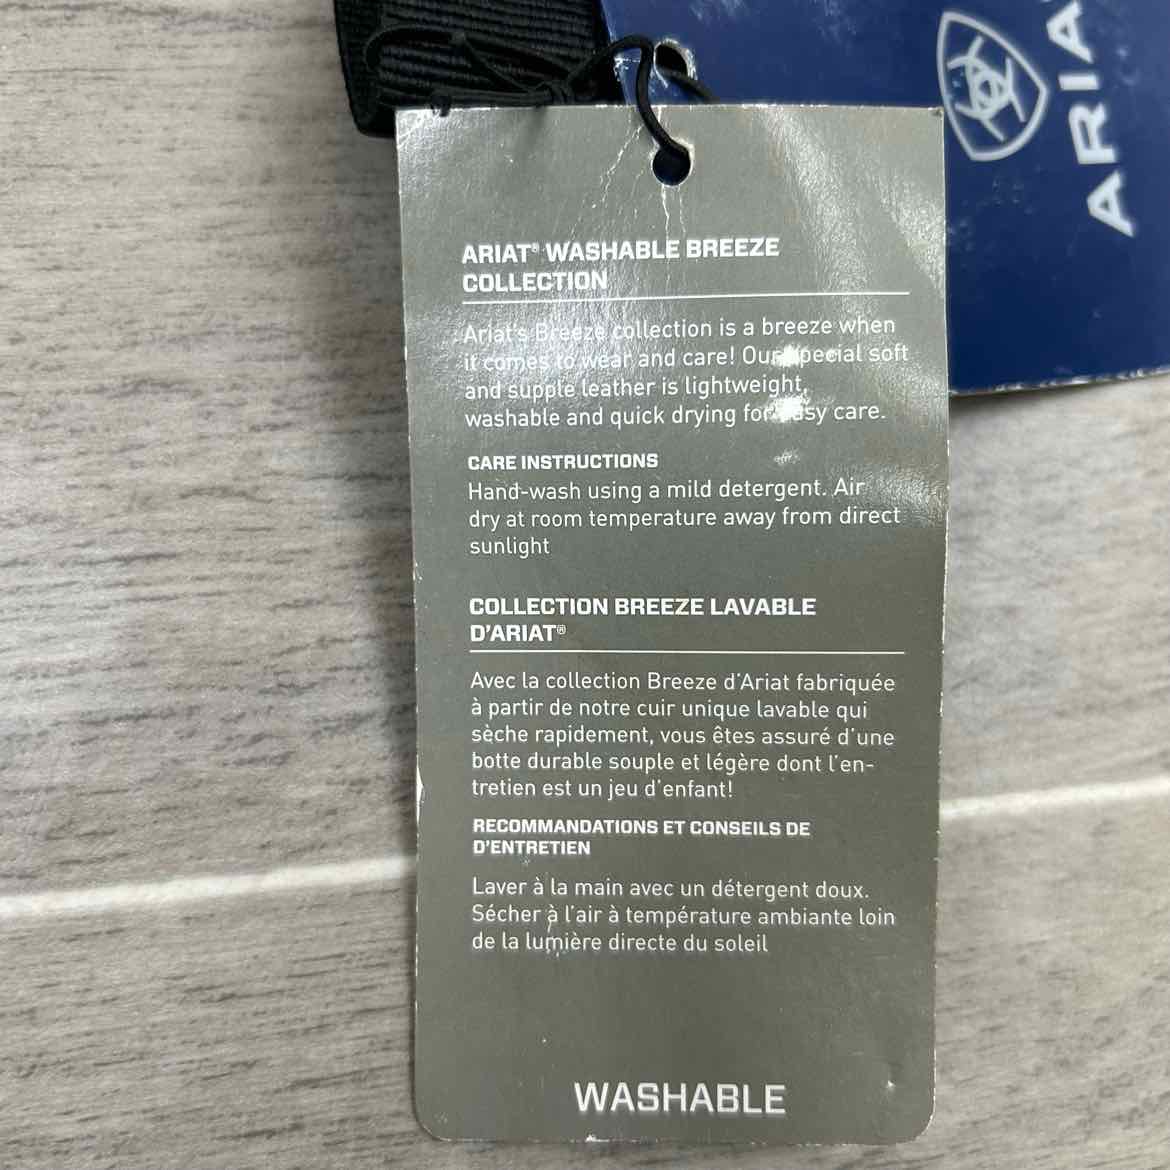 ARIAT
ARIAT® WASHABLE BREEZE
COLLECTION
Ariat's Breeze collection is a breeze when
it comes to wear and care! Our special soft
and supple leather is lightweight,
washable and quick drying for easy care.
CARE INSTRUCTIONS
Hand-wash using a mild detergent. Air
dry at room temperature away from direct
sunlight
COLLECTION BREEZE LAVABLE
D'ARIAT®
Avec la collection Breeze d'Ariat fabriquée
à partir de notre cuir unique lavable qui
sèche rapidement, vous êtes assuré d'une
botte durable souple et légère dont l'en-
tretien est un jeu d'enfant!
RECOMMANDATIONS ET CONSEILS DE
D'ENTRETIEN
Laver à la main avec un détergent doux.
Sécher à l'air à température ambiante loin
de la lumière directe du soleil
WASHABLE